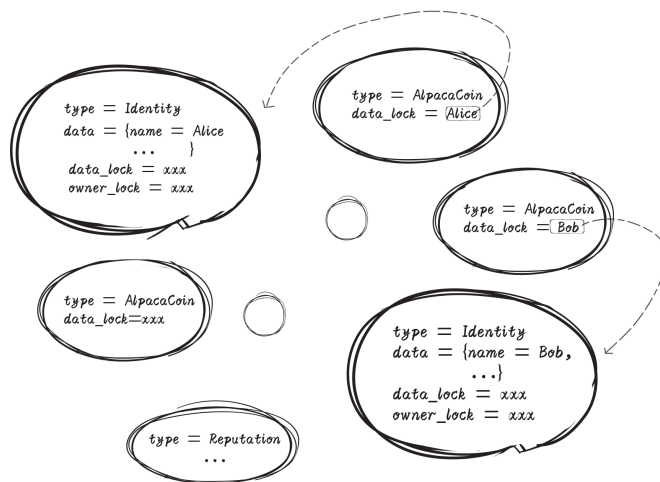 type = Identity
data = {name = Alice
... }
data_lock = xxx
owner_lock = xxx
type = AlpacaCoin
data_lock = Alice
type = AlpacaCoin
data_lock = Bob
type = AlpacaCoin
data_lock=xxx
type = Identity
data = {name = Bob,
...}
data_lock = xxx
owner_lock = xxx
type = Reputation
...